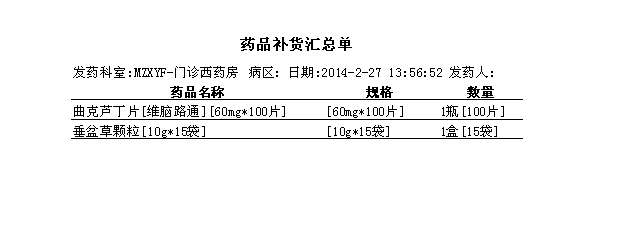 药品补货汇总单
发药科室:MZXYF-门诊西药房 病区: 日期:2014-2-27 13:56:52 发药人:
药品名称 规格 数量
曲克芦丁片[维脑路通][60mg*100片] [60mg*100片] 1瓶[100片]
垂盆草颗粒[10g*15袋] [10g*15袋] 1盒[15袋]